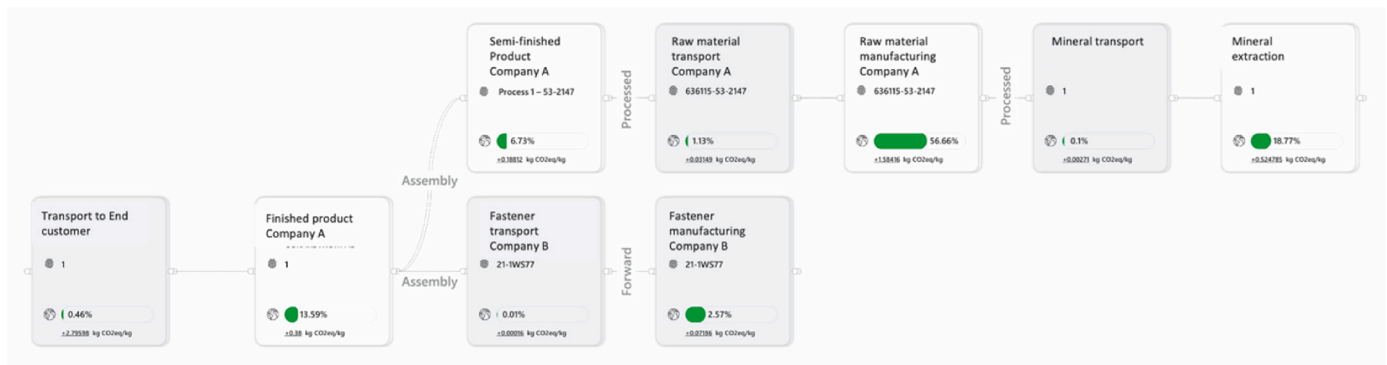 Semi-finished
Product
Company A
Process 1 – 53-2147
6.73%
+0.18812 kg CO2eq/kg
Processed
Raw material
transport
Company A
636115-53-2147
1.13%
+0.03149 kg CO2eq/kg
Raw material
manufacturing
Company A
636115-53-2147
56.66%
+1.58416 kg CO2eq/kg
Processed
Mineral transport
1
0.1%
+0.00271 kg CO2eq/kg
Mineral
extraction
1
18.77%
+0.524785 kg CO2eq/kg
Assembly
Transport to End
customer
1
0.46%
+2.79598 kg CO2eq/kg
Finished product
Company A
1
13.59%
+0.38 kg CO2eq/kg
Assembly
Fastener
transport
Company B
21-1WS77
0.01%
+0.00016 kg CO2eq/kg
Forward
Fastener
manufacturing
Company B
21-1WS77
2.57%
+0.07186 kg CO2eq/kg